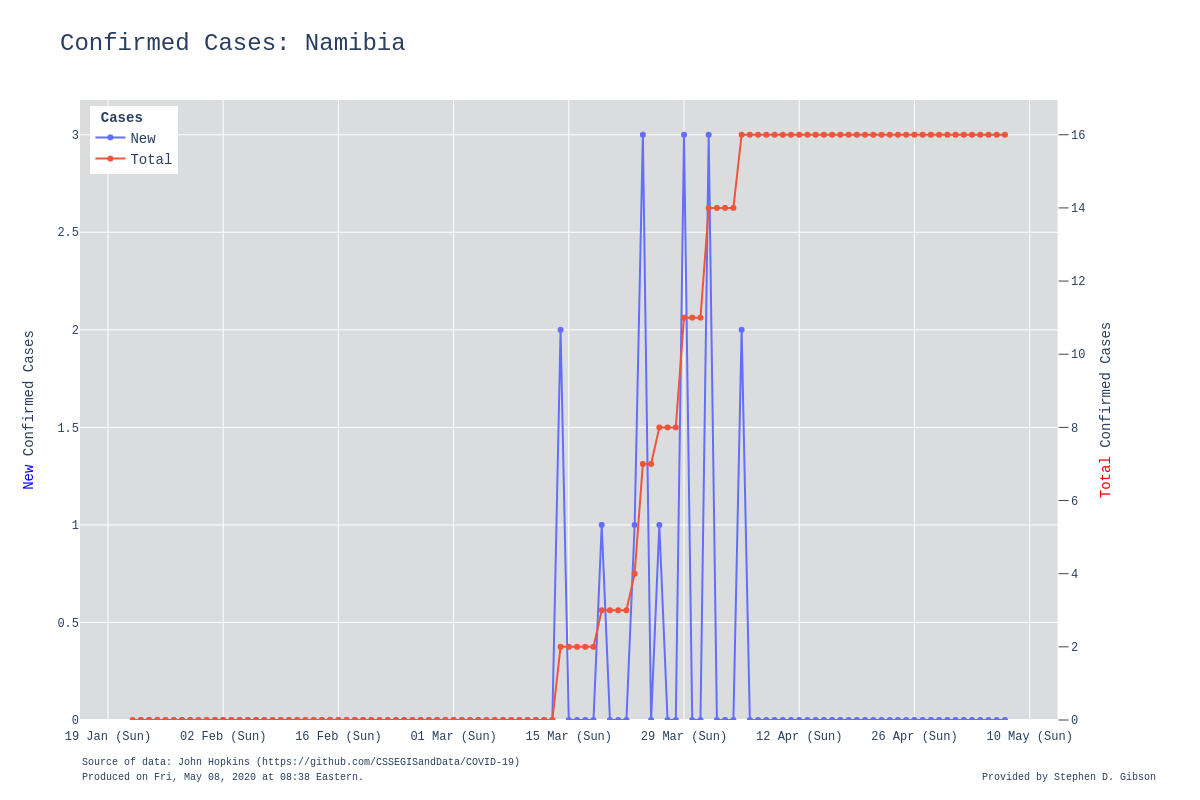 Confirmed Cases: Namibia
Cases
New
Total
3
2.5
2
1.5
1
0.5
0
16
14
12
10
8
6
4
2
0
New Confirmed Cases
Total Confirmed Cases
19 Jan (Sun)
02 Feb (Sun)
16 Feb (Sun)
01 Mar (Sun)
15 Mar (Sun)
29 Mar (Sun)
12 Apr (Sun)
26 Apr (Sun)
10 May (Sun)
Source of data: John Hopkins (https://github.com/CSSEGISandData/COVID-19)
Produced on Fri, May 08, 2020 at 08:38 Eastern.
Provided by Stephen D. Gibson